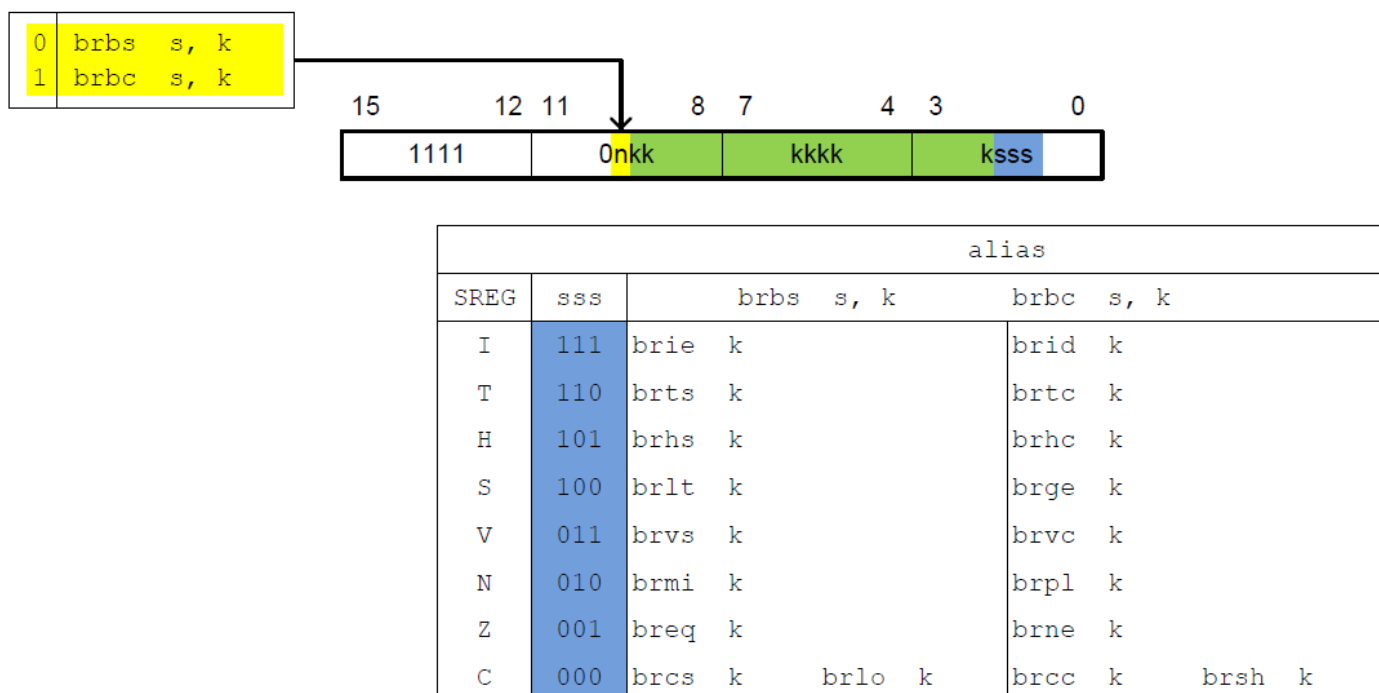 0 brbs s, k
1 brbc s, k
15 12 11 8 7 4 3 0
1111 0nkk kkkk ksss
alias
SREG sss brbs s, k brbc s, k
I 111 brie k brid k
T 110 brts k brtc k
H 101 brhs k brhc k
S 100 brlt k brge k
V 011 brvs k brvc k
N 010 brmi k brpl k
Z 001 breq k brne k
C 000 brcs k brlo k brcc k brsh k